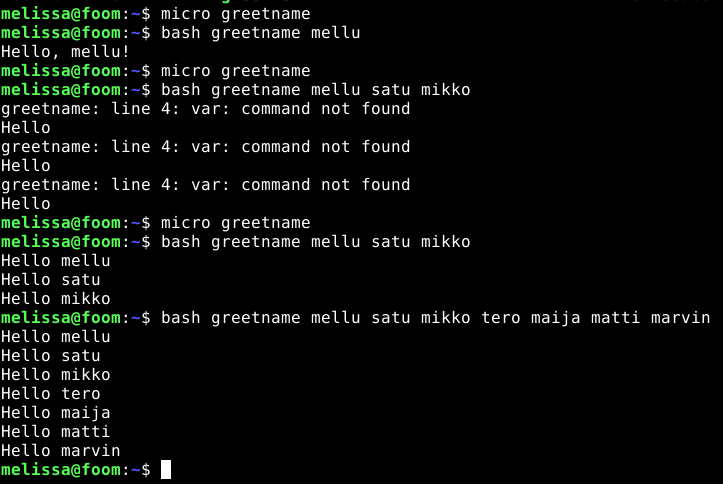 melissa@foom:~$ micro greetname
melissa@foom:~$ bash greetname mellu
Hello, mellu!
melissa@foom:~$ micro greetname
melissa@foom:~$ bash greetname mellu satu mikko
greetname: line 4: var: command not found
Hello
greetname: line 4: var: command not found
Hello
greetname: line 4: var: command not found
Hello
melissa@foom:~$ micro greetname
melissa@foom:~$ bash greetname mellu satu mikko
Hello mellu
Hello satu
Hello mikko
melissa@foom:~$ bash greetname mellu satu mikko tero maija matti marvin
Hello mellu
Hello satu
Hello mikko
Hello tero
Hello maija
Hello matti
Hello marvin
melissa@foom:~$